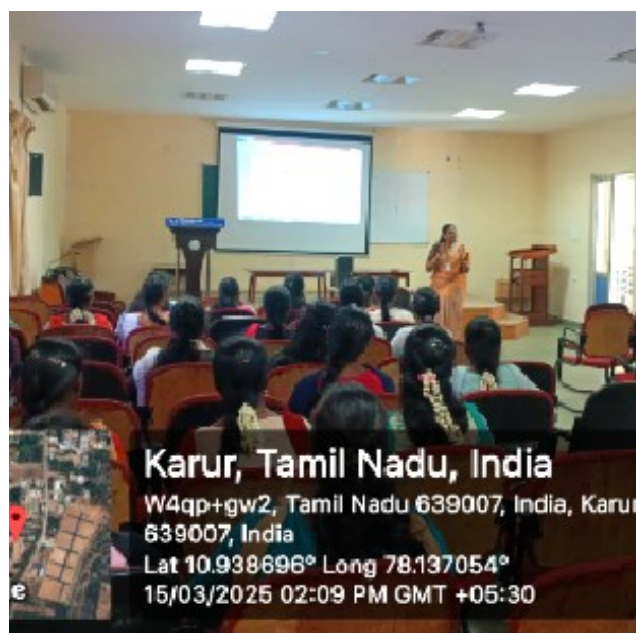 Karur, Tamil Nadu, India
W4qp+gw2, Tamil Nadu 639007, India, Karur
639007, India
Lat 10.938696° Long 78.137054°
15/03/2025 02:09 PM GMT +05:30